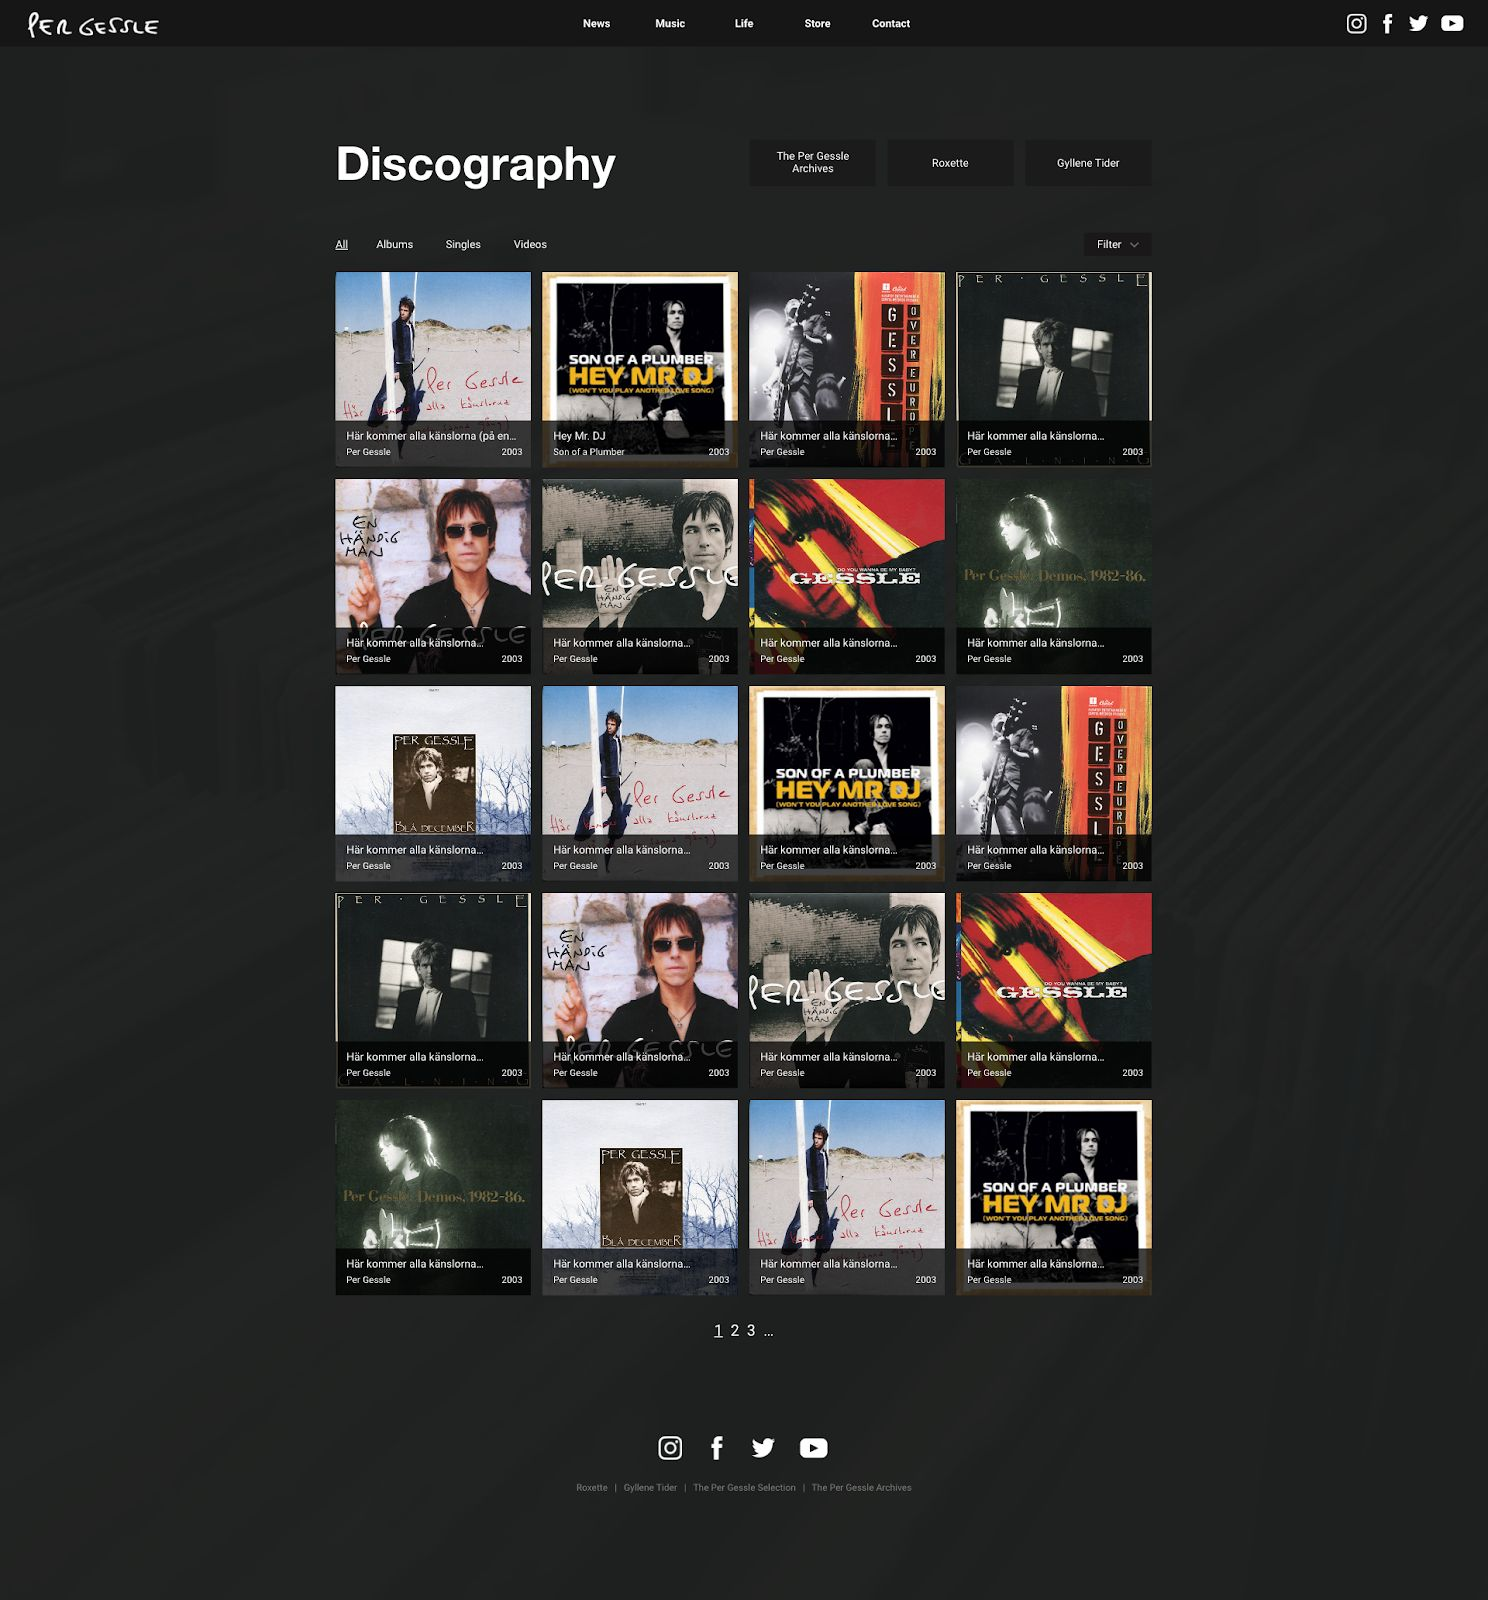 PER GESSLE
News Music Life Store Contact
Discography
The Per Gessle
Archives
Roxette
Gyllene Tider
All Albums Singles Videos
Filter
Per Gessle
Här kommer alla känslorna
Här kommer alla känslorna (på en...
Per Gessle 2003
SON OF A PLUMBER
HEY MR DJ
(WON'T YOU PLAY ANOTHER LOVE SONG)
Hey Mr. DJ
Son of a Plumber 2003
GESSLE
OVER EUROPE
Här kommer alla känslorna...
Per Gessle 2003
PER · GESSLE
G·A·L·N·I·N·G
Här kommer alla känslorna...
Per Gessle 2003
EN
HÄNDIG
MAN
PER GESSLE
Här kommer alla känslorna...
Per Gessle 2003
PER GESSLE
EN
HÄNDIG
MAN
Här kommer alla känslorna...
Per Gessle 2003
DO YOU WANNA BE MY BABY?
GESSLE
Här kommer alla känslorna...
Per Gessle 2003
Per Gessle. Demos, 1982-86.
Här kommer alla känslorna...
Per Gessle 2003
PER GESSLE
BLÅ DECEMBER
Här kommer alla känslorna...
Per Gessle 2003
Per Gessle
Här kommer alla känslorna
Här kommer alla känslorna...
Per Gessle 2003
SON OF A PLUMBER
HEY MR DJ
(WON'T YOU PLAY ANOTHER LOVE SONG)
Här kommer alla känslorna...
Per Gessle 2003
GESSLE
OVER EUROPE
Här kommer alla känslorna...
Per Gessle 2003
PER · GESSLE
G·A·L·N·I·N·G
Här kommer alla känslorna...
Per Gessle 2003
EN
HÄNDIG
MAN
PER GESSLE
Här kommer alla känslorna...
Per Gessle 2003
PER GESSLE
EN
HÄNDIG
MAN
Här kommer alla känslorna...
Per Gessle 2003
DO YOU WANNA BE MY BABY?
GESSLE
Här kommer alla känslorna...
Per Gessle 2003
Per Gessle. Demos, 1982-86.
Här kommer alla känslorna...
Per Gessle 2003
PER GESSLE
BLÅ DECEMBER
Här kommer alla känslorna...
Per Gessle 2003
Per Gessle
Här kommer alla känslorna
Här kommer alla känslorna...
Per Gessle 2003
SON OF A PLUMBER
HEY MR DJ
(WON'T YOU PLAY ANOTHER LOVE SONG)
Här kommer alla känslorna...
Per Gessle 2003
1 2 3 ...
Roxette | Gyllene Tider | The Per Gessle Selection | The Per Gessle Archives